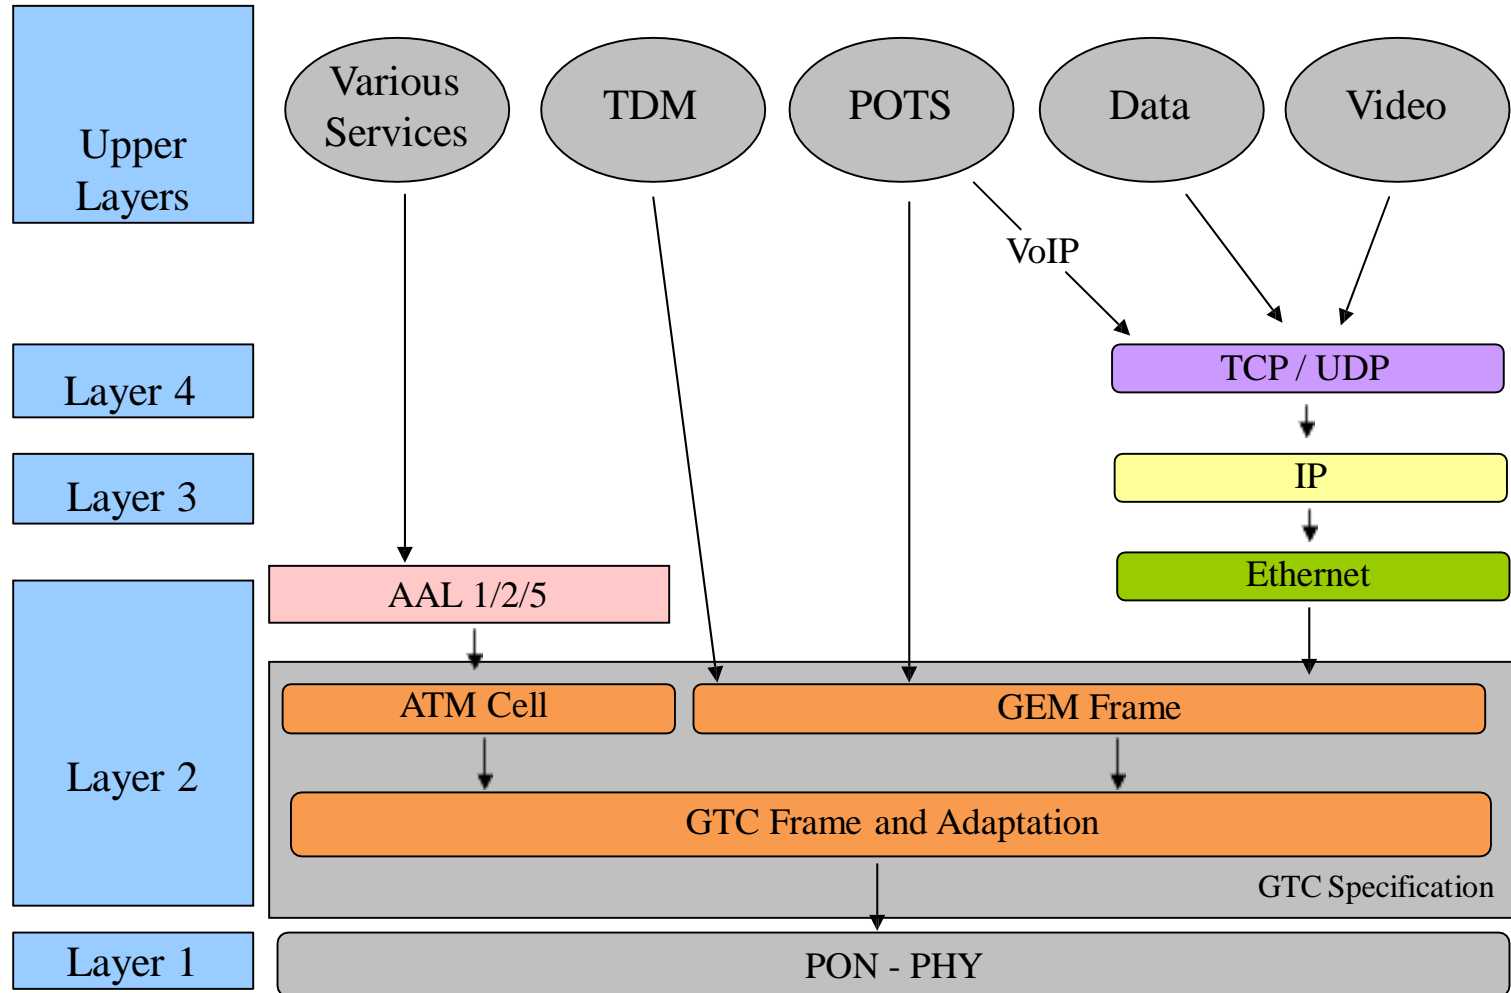 Various
Services
TDM
POTS
Data
Video
Upper
Layers
VoIP
Layer 4
TCP / UDP
Layer 3
IP
Ethernet
AAL 1/2/5
Layer 2
ATM Cell
GEM Frame
GTC Frame and Adaptation
GTC Specification
Layer 1
PON - PHY